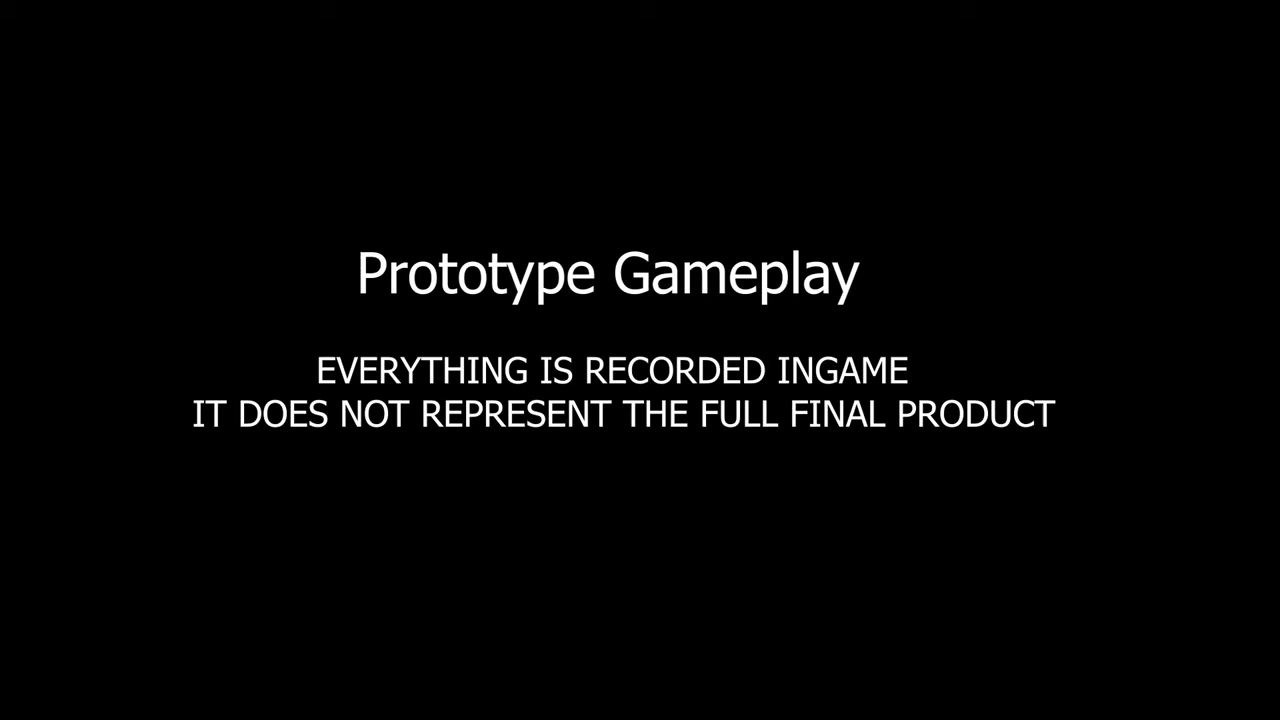 Prototype Gameplay
EVERYTHING IS RECORDED INGAME
IT DOES NOT REPRESENT THE FULL FINAL PRODUCT